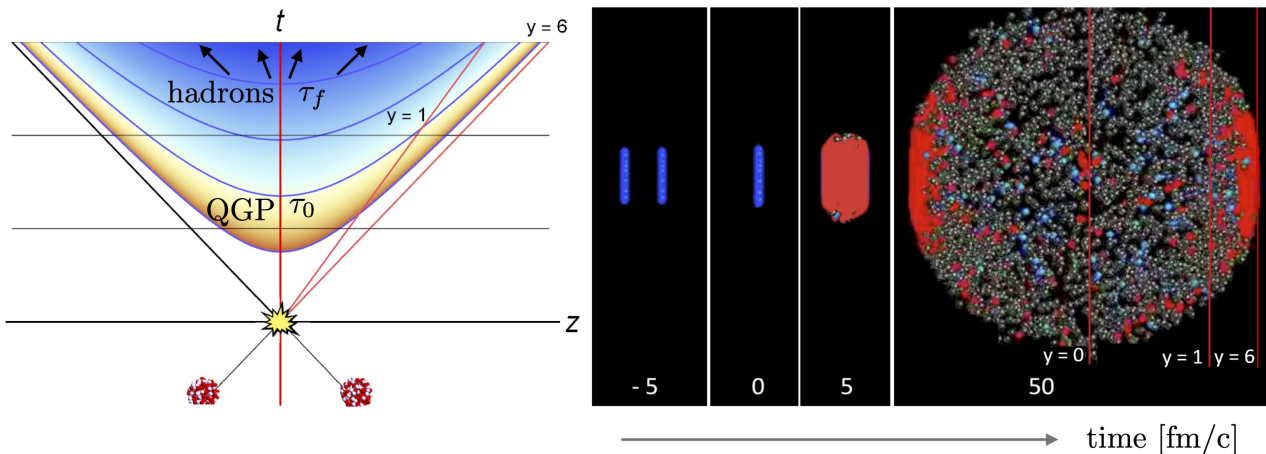 t
y = 6
hadrons τ_f
y = 1
QGP τ_0
z
y = 0
y = 1
y = 6
- 5
0
5
50
time [fm/c]